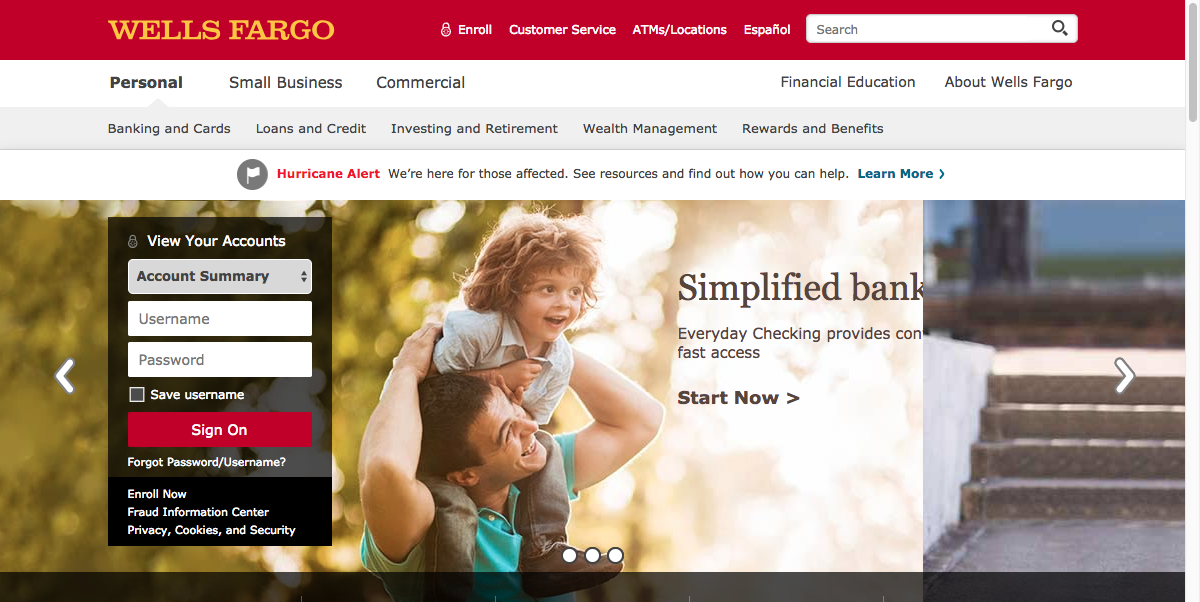 WELLS FARGO
Enroll Customer Service ATMs/Locations Español Search
Personal Small Business Commercial Financial Education About Wells Fargo
Banking and Cards Loans and Credit Investing and Retirement Wealth Management Rewards and Benefits
Hurricane Alert We’re here for those affected. See resources and find out how you can help. Learn More
View Your Accounts
Account Summary
Username
Password
Save username
Sign On
Forgot Password/Username?
Enroll Now
Fraud Information Center
Privacy, Cookies, and Security
Simplified bank
Everyday Checking provides con
fast access
Start Now >